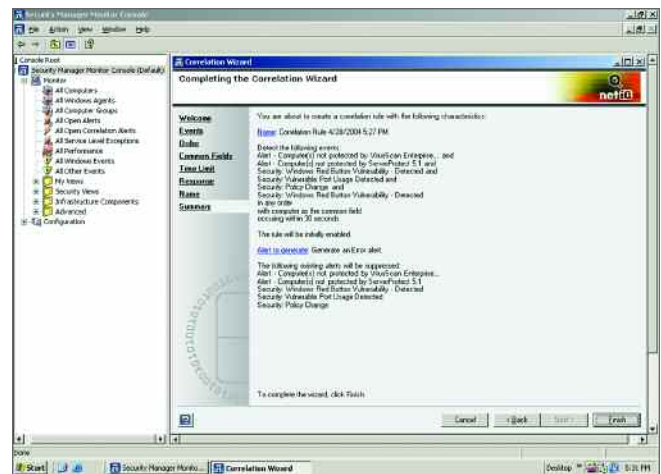 Security Manager Monitor Console
File Action View Window Help
Console Root
Security Manager Monitor Console (Default)
Monitor
All Computers
All Windows Agents
All Computer Groups
All Open Alerts
All Open Correlation Alerts
All Service Level Exceptions
All Performance
All Windows Events
All Other Events
My Views
Security Views
Infrastructure Components
Advanced
Configuration
Correlation Wizard
Completing the Correlation Wizard
netIQ
Welcome
Events
Order
Common Fields
Time Limit
Response
Name
Summary
You are about to create a correlation rule with the following characteristics:
Name: Correlation Rule 4/28/2004 5:27 PM
Detect the following events:
Alert - Computer(s) not protected by VirusScan Enterprise... and
Alert - Computer(s) not protected by ServerProtect 5.1 and
Security: Windows Red Button Vulnerability - Detected and
Security: Vulnerable Port Usage Detected and
Security: Policy Change and
Security: Windows Red Button Vulnerability - Detected
in any order
with computer as the common field
occuring within 30 seconds
The rule will be initially enabled.
Alert to generate: Generate an Error alert.
The following existing alerts will be suppressed:
Alert - Computer(s) not protected by VirusScan Enterprise...
Alert - Computer(s) not protected by ServerProtect 5.1
Security: Windows Red Button Vulnerability - Detected
Security: Vulnerable Port Usage Detected
Security: Policy Change
To complete the wizard, click Finish.
Cancel < Back Next > Finish
Done
Start Security Manager Monito... Correlation Wizard Desktop » 5:31 PM